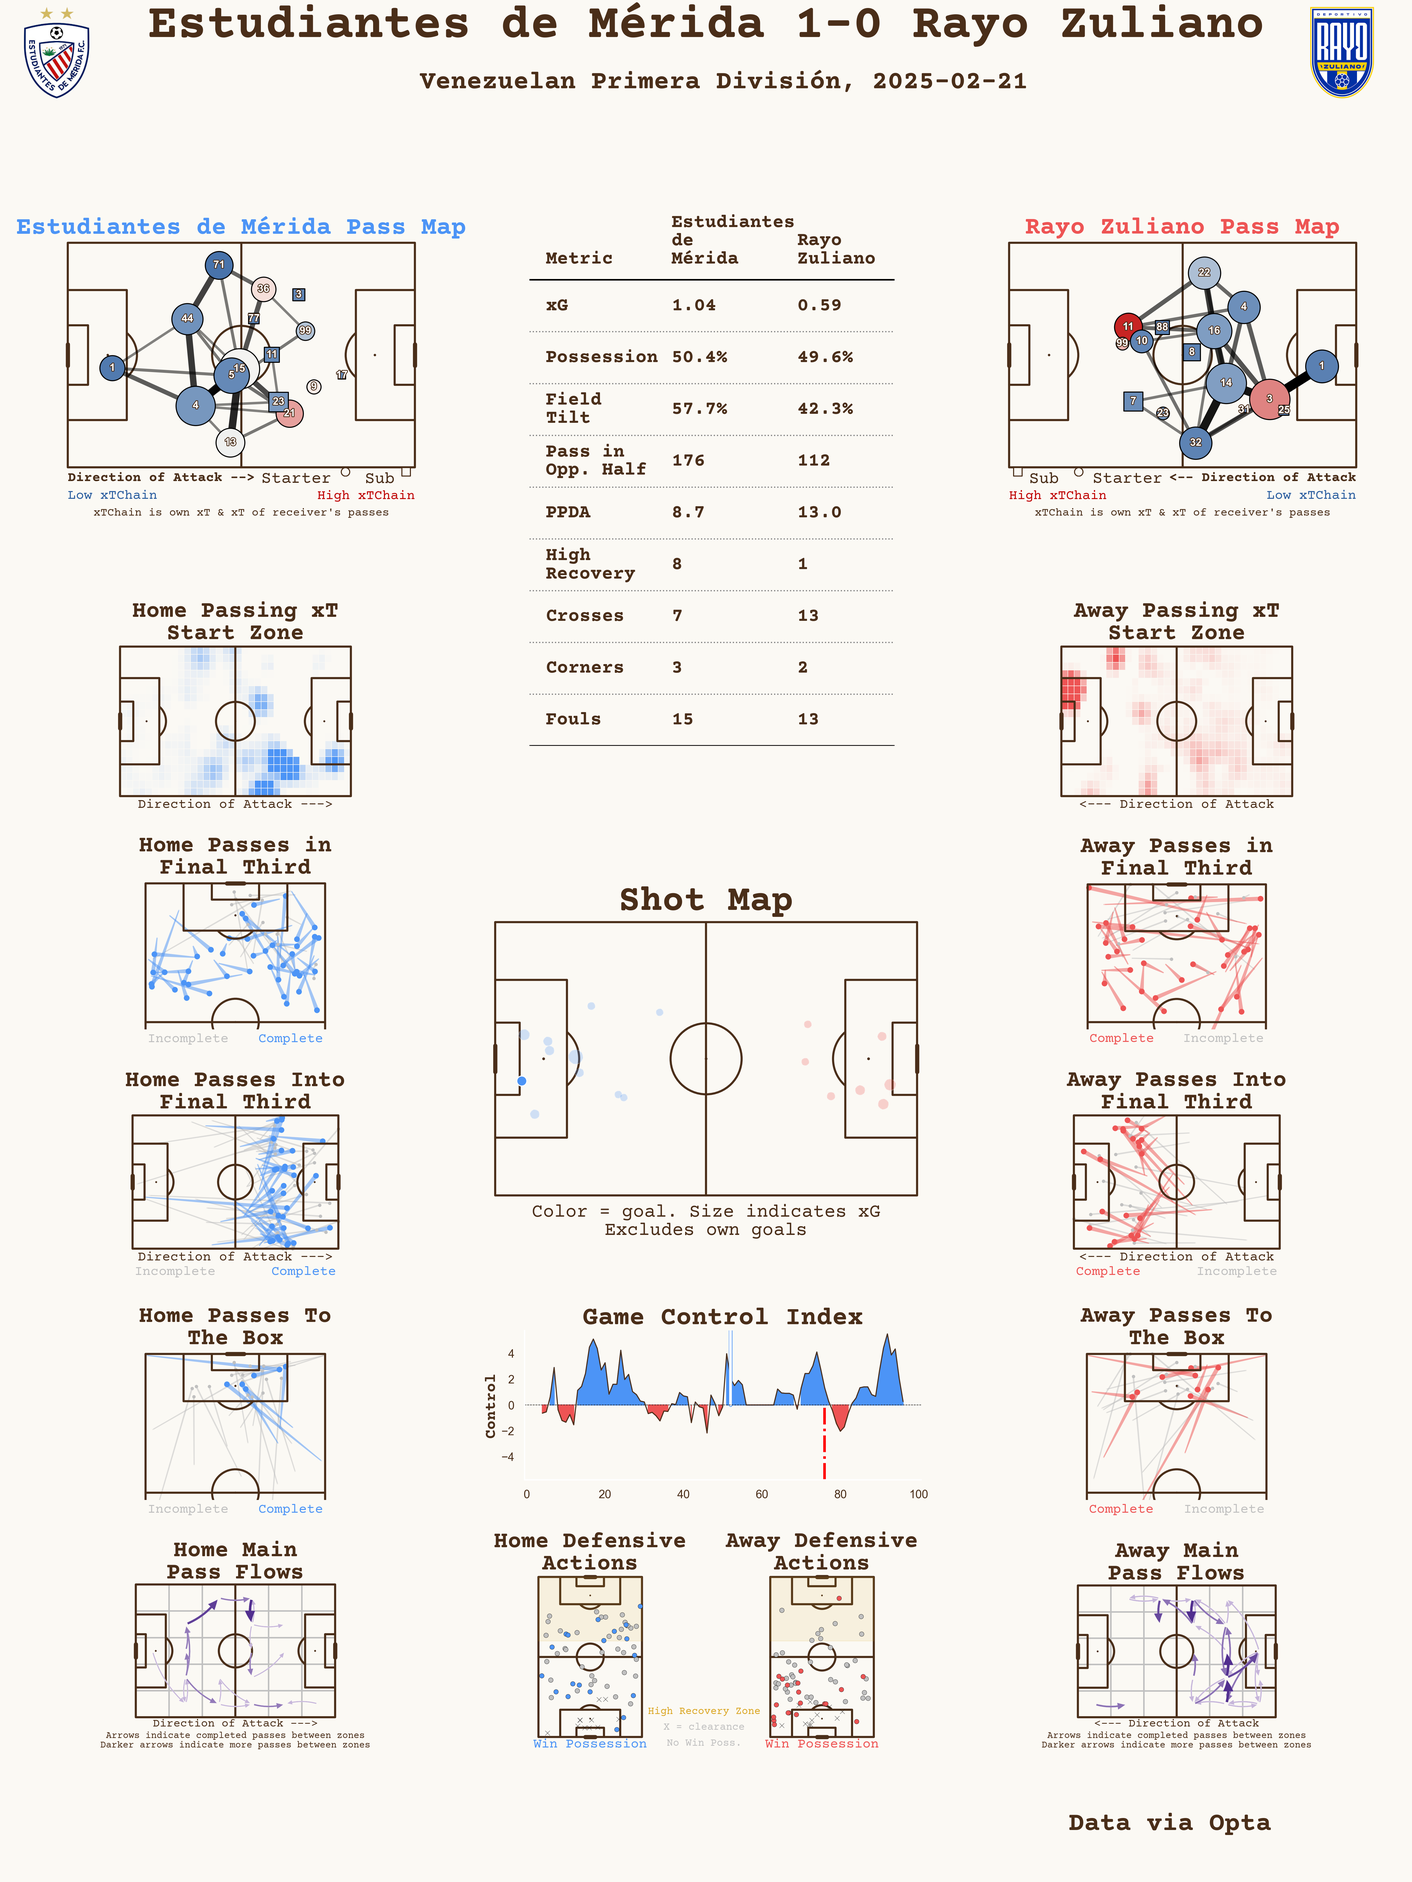 Estudiantes de Mérida 1-0 Rayo Zuliano
Venezuelan Primera División, 2025-02-21
ESTUDIANTES DE MÉRIDA F.C.
DEPORTIVO
RAYO
ZULIANO
Estudiantes de Mérida Pass Map
71
36
3
44
77
99
11
1
15
5
9
17
4
23
21
13
Direction of Attack --> Starter Sub
Low xTChain High xTChain
xTChain is own xT & xT of receiver's passes
Metric Estudiantes de Mérida Rayo Zuliano
xG 1.04 0.59
Possession 50.4% 49.6%
Field Tilt 57.7% 42.3%
Pass in Opp. Half 176 112
PPDA 8.7 13.0
High Recovery 8 1
Crosses 7 13
Corners 3 2
Fouls 15 13
Rayo Zuliano Pass Map
22
4
11
88
16
99
10
8
1
14
7
23
3
31
25
32
Sub Starter <-- Direction of Attack
High xTChain Low xTChain
xTChain is own xT & xT of receiver's passes
Home Passing xT
Start Zone
Direction of Attack --->
Away Passing xT
Start Zone
<--- Direction of Attack
Home Passes in
Final Third
Incomplete Complete
Away Passes in
Final Third
Complete Incomplete
Shot Map
Color = goal. Size indicates xG
Excludes own goals
Home Passes Into
Final Third
Direction of Attack --->
Incomplete Complete
Away Passes Into
Final Third
<--- Direction of Attack
Complete Incomplete
Home Passes To
The Box
Incomplete Complete
Game Control Index
Control
4
2
0
−2
−4
0 20 40 60 80 100
Away Passes To
The Box
Complete Incomplete
Home Main
Pass Flows
Direction of Attack --->
Arrows indicate completed passes between zones
Darker arrows indicate more passes between zones
Home Defensive
Actions
Win Possession
High Recovery Zone
X = clearance
No Win Poss.
Away Defensive
Actions
Win Possession
Away Main
Pass Flows
<--- Direction of Attack
Arrows indicate completed passes between zones
Darker arrows indicate more passes between zones
Data via Opta